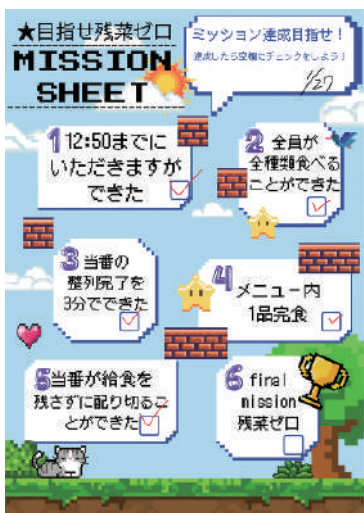 ★目指せ残菜ゼロ
MISSION
SHEET
ミッション達成目指せ！
達成したら空欄にチェックをしよう！
1/27
1 12:50までに
いただきますが
できた
2 全員が
全種類食べる
ことができた
3 当番の
整列完了を
3分でできた
4 メニュー内
1品完食
5 当番が給食を
残さずに配り切るこ
とができた
6 final
mission
残菜ゼロ